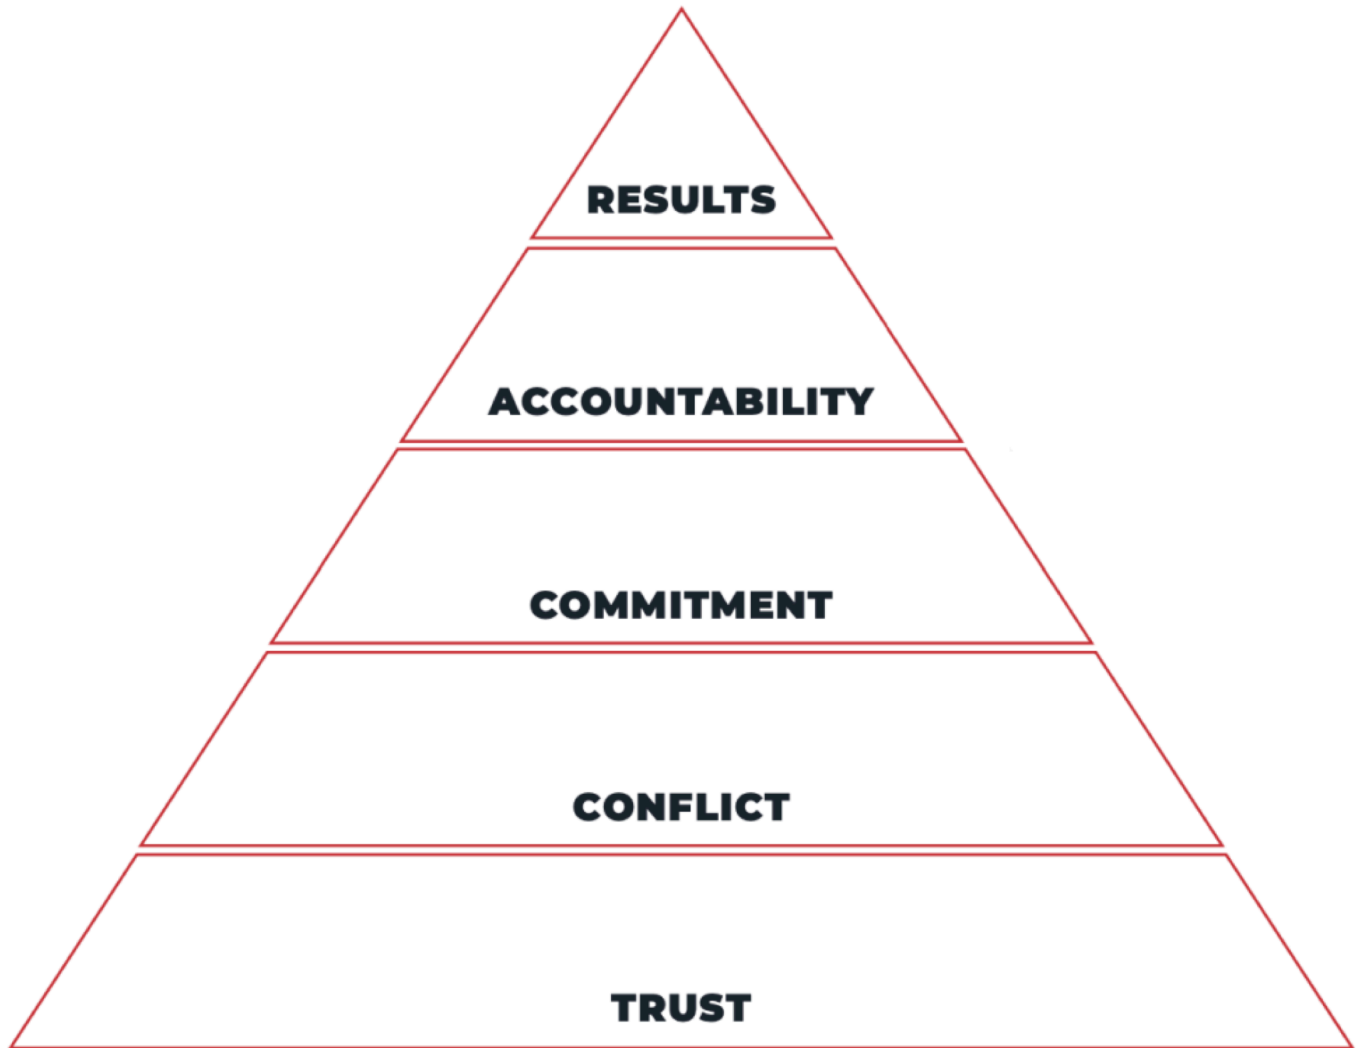 RESULTS
ACCOUNTABILITY
COMMITMENT
CONFLICT
TRUST